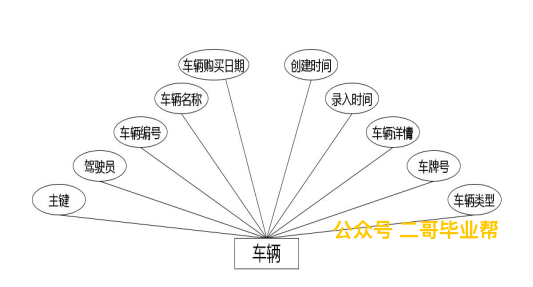 车辆购买日期
创建时间
车辆名称
录入时间
车辆编号
车辆详情
驾驶员
车牌号
主键
车辆类型
公众号 二哥毕业帮
车辆